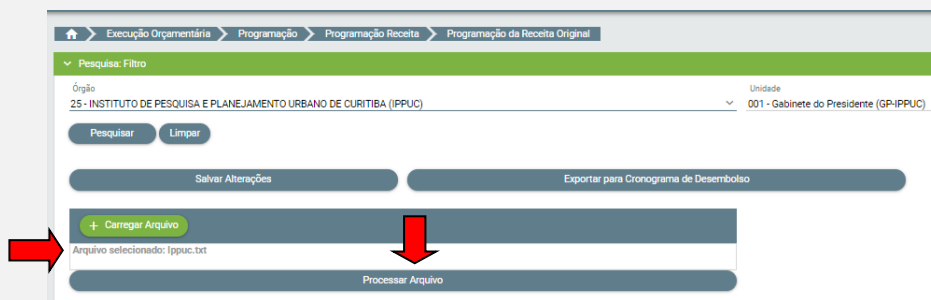 Execução Orçamentária Programação Programação Receita Programação da Receita Original
Pesquisa: Filtro
Órgão Unidade
25 - INSTITUTO DE PESQUISA E PLANEJAMENTO URBANO DE CURITIBA (IPPUC) 001 - Gabinete do Presidente (GP-IPPUC)
Pesquisar Limpar
Salvar Alterações Exportar para Cronograma de Desembolso
+ Carregar Arquivo
Arquivo selecionado: Ippuc.txt
Processar Arquivo